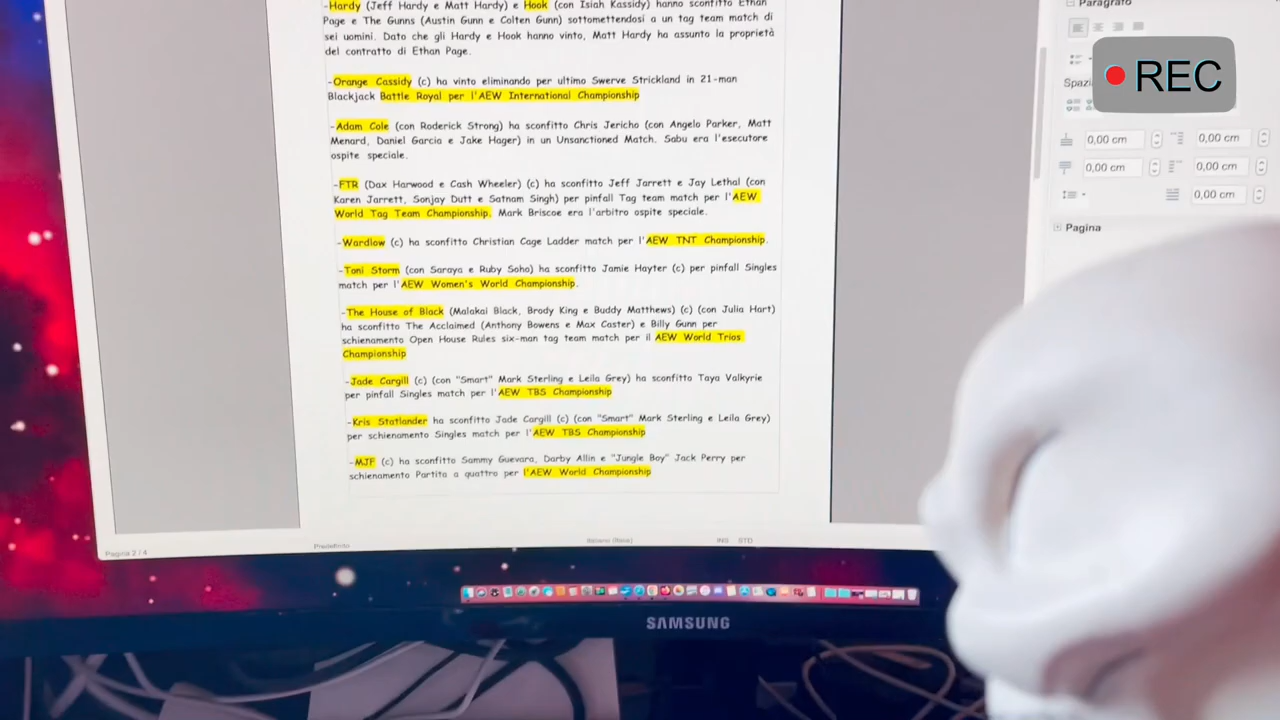 -Hardy (Jeff Hardy e Matt Hardy) e Hook (con Isiah Kassidy) hanno sconfitto Ethan
Page e The Gunns (Austin Gunn e Colten Gunn) sottomettendosi a un tag team match di
sei uomini. Dato che gli Hardy e Hook hanno vinto, Matt Hardy ha assunto la proprietà
del contratto di Ethan Page.
-Orange Cassidy (c) ha vinto eliminando per ultimo Swerve Strickland in 21-man
Blackjack Battle Royal per l'AEW International Championship
-Adam Cole (con Roderick Strong) ha sconfitto Chris Jericho (con Angelo Parker, Matt
Menard, Daniel Garcia e Jake Hager) in un Unsanctioned Match. Sabu era l'esecutore
ospite speciale.
-FTR (Dax Harwood e Cash Wheeler) (c) ha sconfitto Jeff Jarrett e Jay Lethal (con
Karen Jarrett, Sonjay Dutt e Satnam Singh) per pinfall Tag team match per l'AEW
World Tag Team Championship. Mark Briscoe era l'arbitro ospite speciale.
-Wardlow (c) ha sconfitto Christian Cage Ladder match per l'AEW TNT Championship.
-Toni Storm (con Saraya e Ruby Soho) ha sconfitto Jamie Hayter (c) per pinfall Singles
match per l'AEW Women's World Championship.
-The House of Black (Malakai Black, Brody King e Buddy Matthews) (c) (con Julia Hart)
ha sconfitto The Acclaimed (Anthony Bowens e Max Caster) e Billy Gunn per
schienamento Open House Rules six-man tag team match per il AEW World Trios
Championship
-Jade Cargill (c) (con "Smart" Mark Sterling e Leila Grey) ha sconfitto Taya Valkyrie
per pinfall Singles match per l'AEW TBS Championship
-Kris Statlander ha sconfitto Jade Cargill (c) (con "Smart" Mark Sterling e Leila Grey)
per schienamento Singles match per l'AEW TBS Championship
-MJF (c) ha sconfitto Sammy Guevara, Darby Allin e "Jungle Boy" Jack Perry per
schienamento Partita a quattro per l'AEW World Championship
Pagina 2 / 4
Predefinito
INS STD
Paragrafo
REC
Spazi
0,00 cm 0,00 cm
0,00 cm 0,00 cm
0,00 cm
Pagina
SAMSUNG